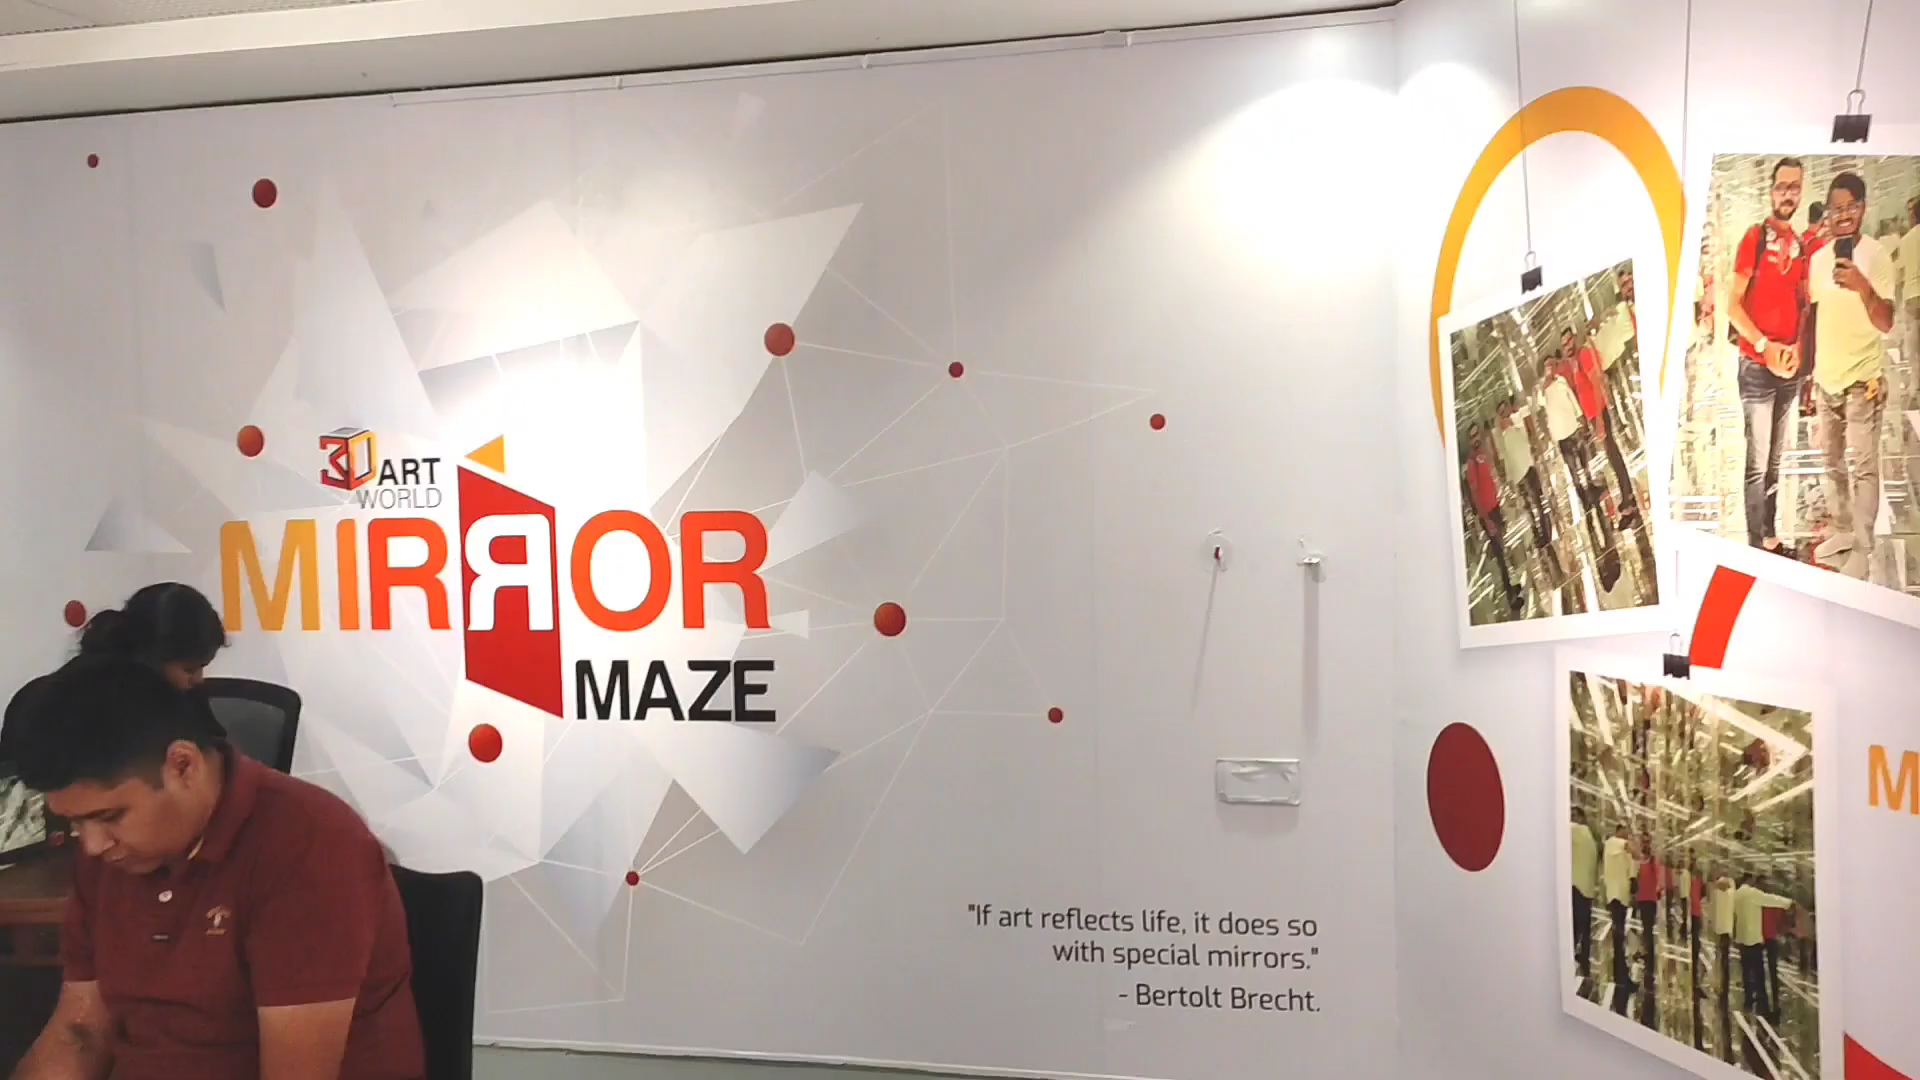 3D ART
WORLD
MIRROR
MAZE
"If art reflects life, it does so
with special mirrors."
- Bertolt Brecht.
M